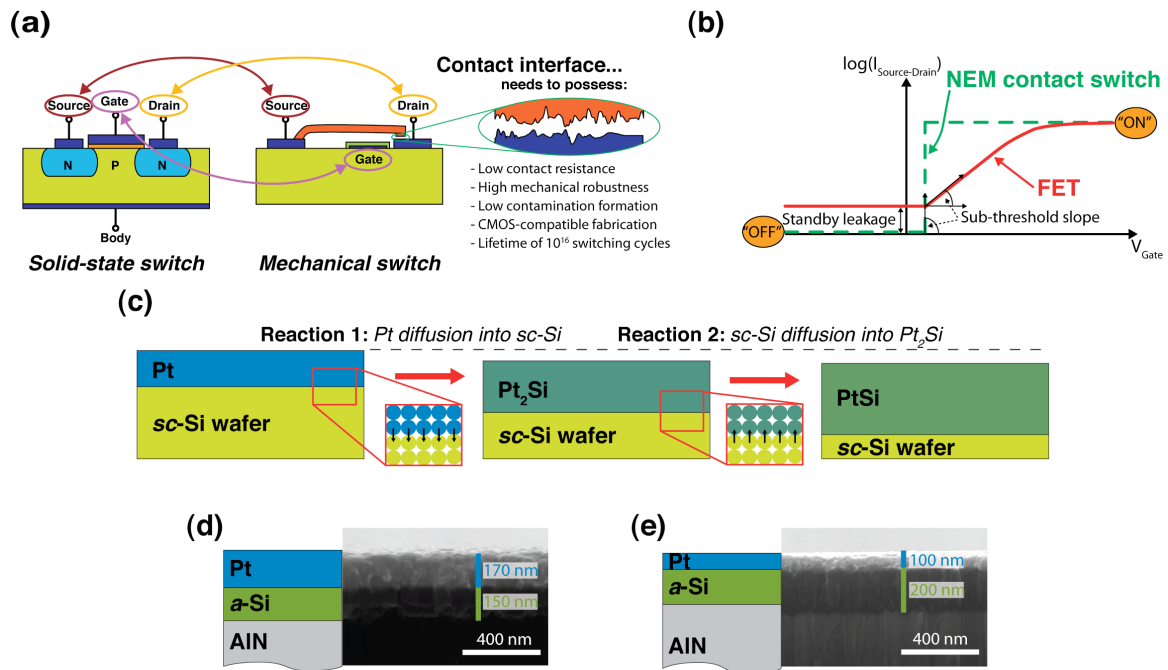 (a)
Source
Gate
Drain
N
P
N
Body
Solid-state switch
Source
Drain
Gate
Mechanical switch
Contact interface...
needs to possess:
- Low contact resistance
- High mechanical robustness
- Low contamination formation
- CMOS-compatible fabrication
- Lifetime of 10¹⁶ switching cycles
(b)
log(I_Source-Drain)
NEM contact switch
"ON"
FET
Standby leakage
Sub-threshold slope
"OFF"
V_Gate
(c)
Reaction 1: Pt diffusion into sc-Si
Reaction 2: sc-Si diffusion into Pt₂Si
Pt
sc-Si wafer
Pt₂Si
sc-Si wafer
PtSi
sc-Si wafer
(d)
Pt
a-Si
AlN
170 nm
150 nm
400 nm
(e)
Pt
a-Si
AlN
100 nm
200 nm
400 nm